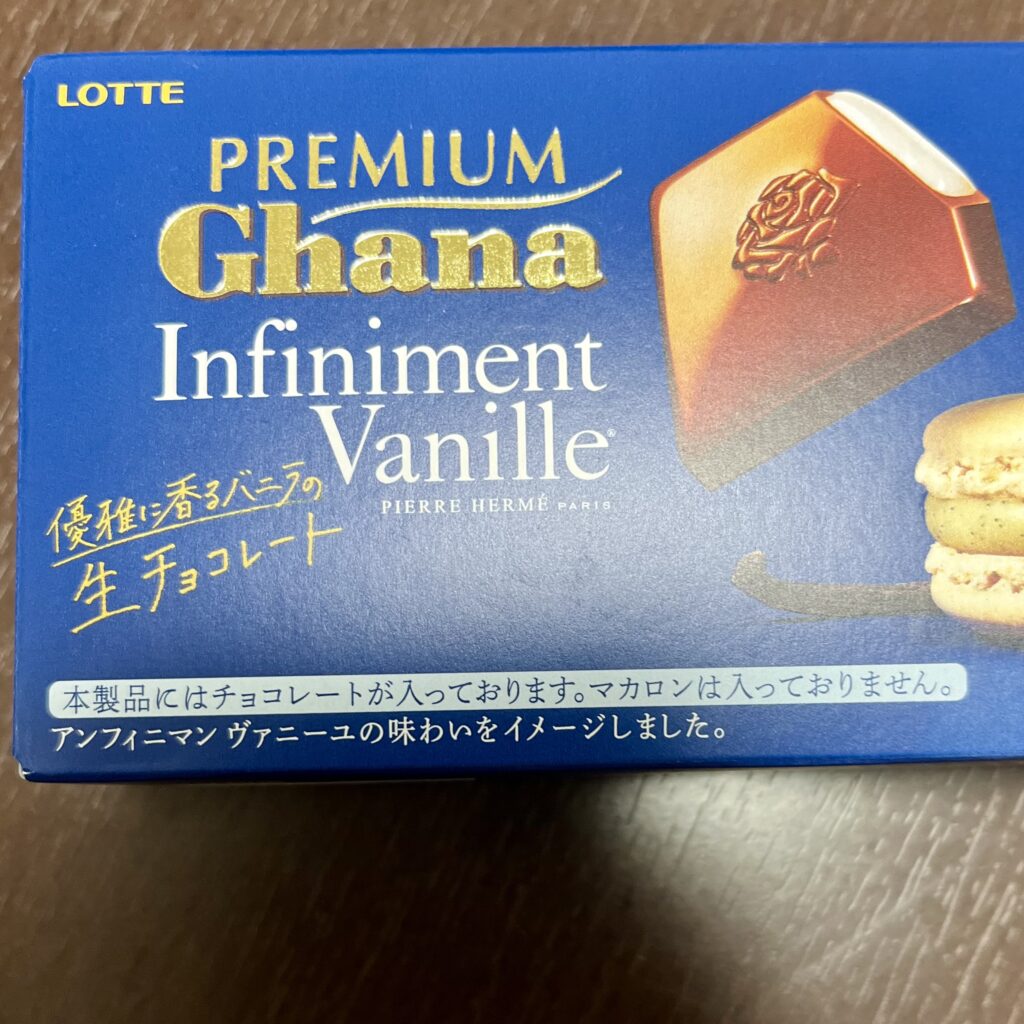 LOTTE
PREMIUM
Ghana
Infiniment
Vanille®
PIERRE HERMÉ PARIS
優雅に香るバニラの
生チョコレート
本製品にはチョコレートが入っております。マカロンは入っておりません。
アンフィニマン ヴァニーユの味わいをイメージしました。